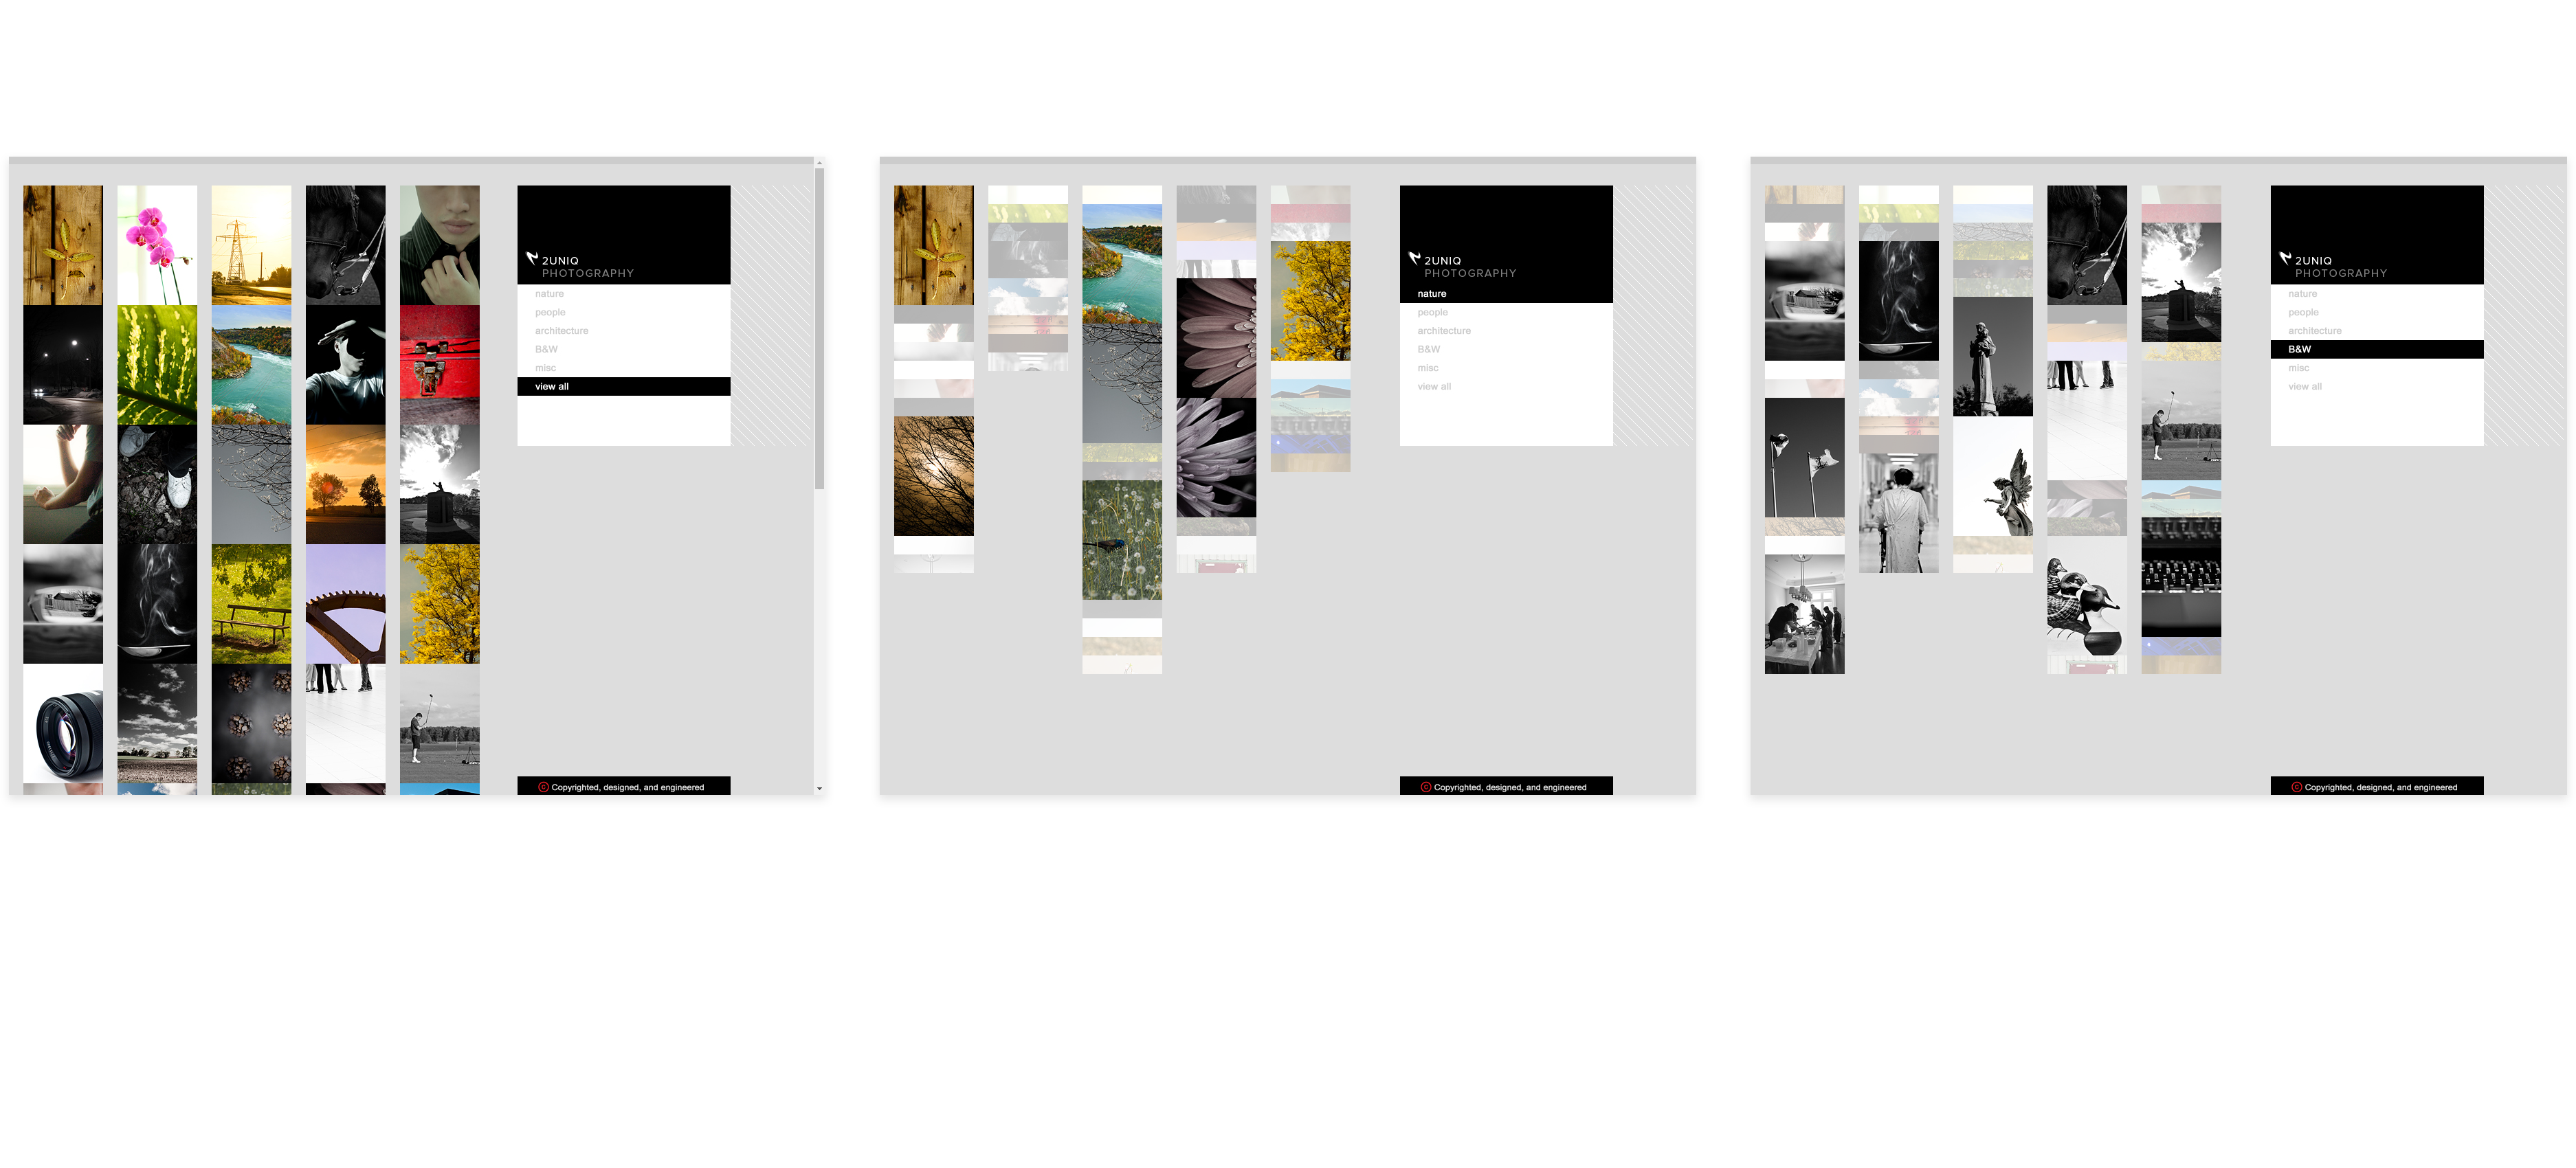 2UNIQ
PHOTOGRAPHY
nature
people
architecture
B&W
misc
view all
© Copyrighted, designed, and engineered
2UNIQ
PHOTOGRAPHY
nature
people
architecture
B&W
misc
view all
© Copyrighted, designed, and engineered
2UNIQ
PHOTOGRAPHY
nature
people
architecture
B&W
misc
view all
© Copyrighted, designed, and engineered